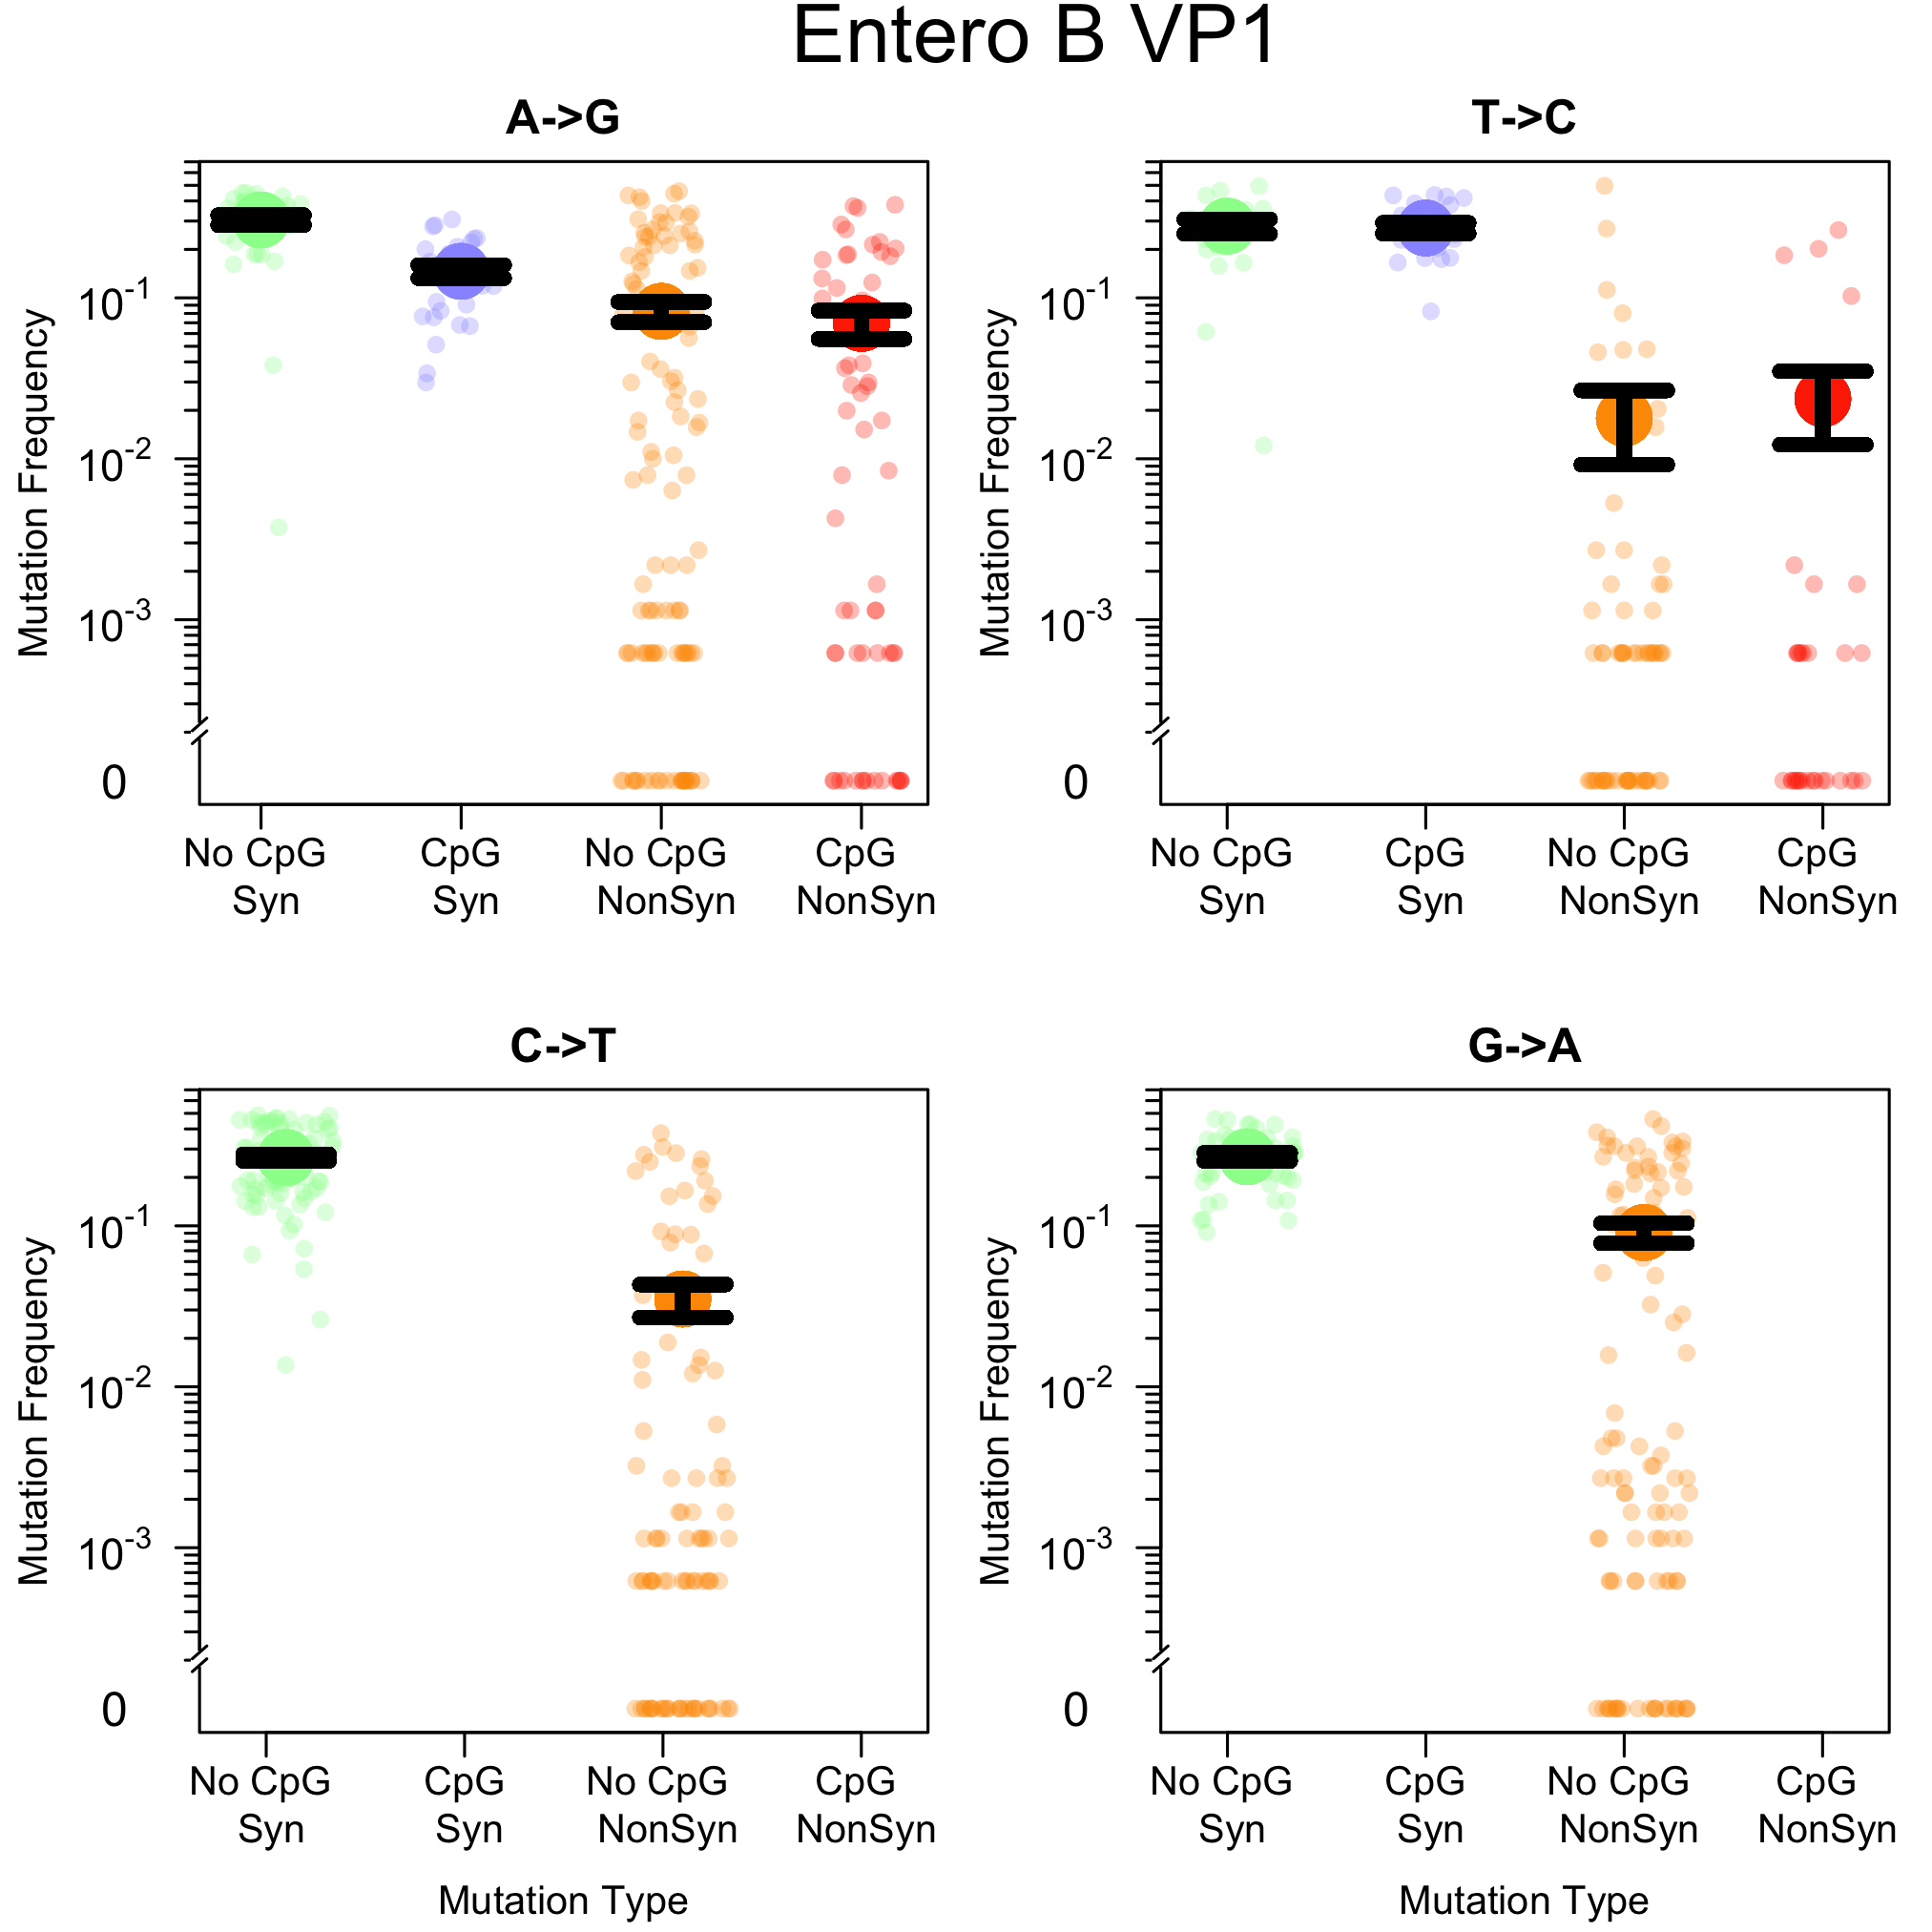 Entero B VP1
A->G
T->C
Mutation Frequency
10^-1
10^-2
10^-3
0
No CpG
Syn
CpG
Syn
No CpG
NonSyn
CpG
NonSyn
Mutation Frequency
10^-1
10^-2
10^-3
0
No CpG
Syn
CpG
Syn
No CpG
NonSyn
CpG
NonSyn
C->T
G->A
Mutation Frequency
10^-1
10^-2
10^-3
0
No CpG
Syn
CpG
Syn
No CpG
NonSyn
CpG
NonSyn
Mutation Type
Mutation Frequency
10^-1
10^-2
10^-3
0
No CpG
Syn
CpG
Syn
No CpG
NonSyn
CpG
NonSyn
Mutation Type